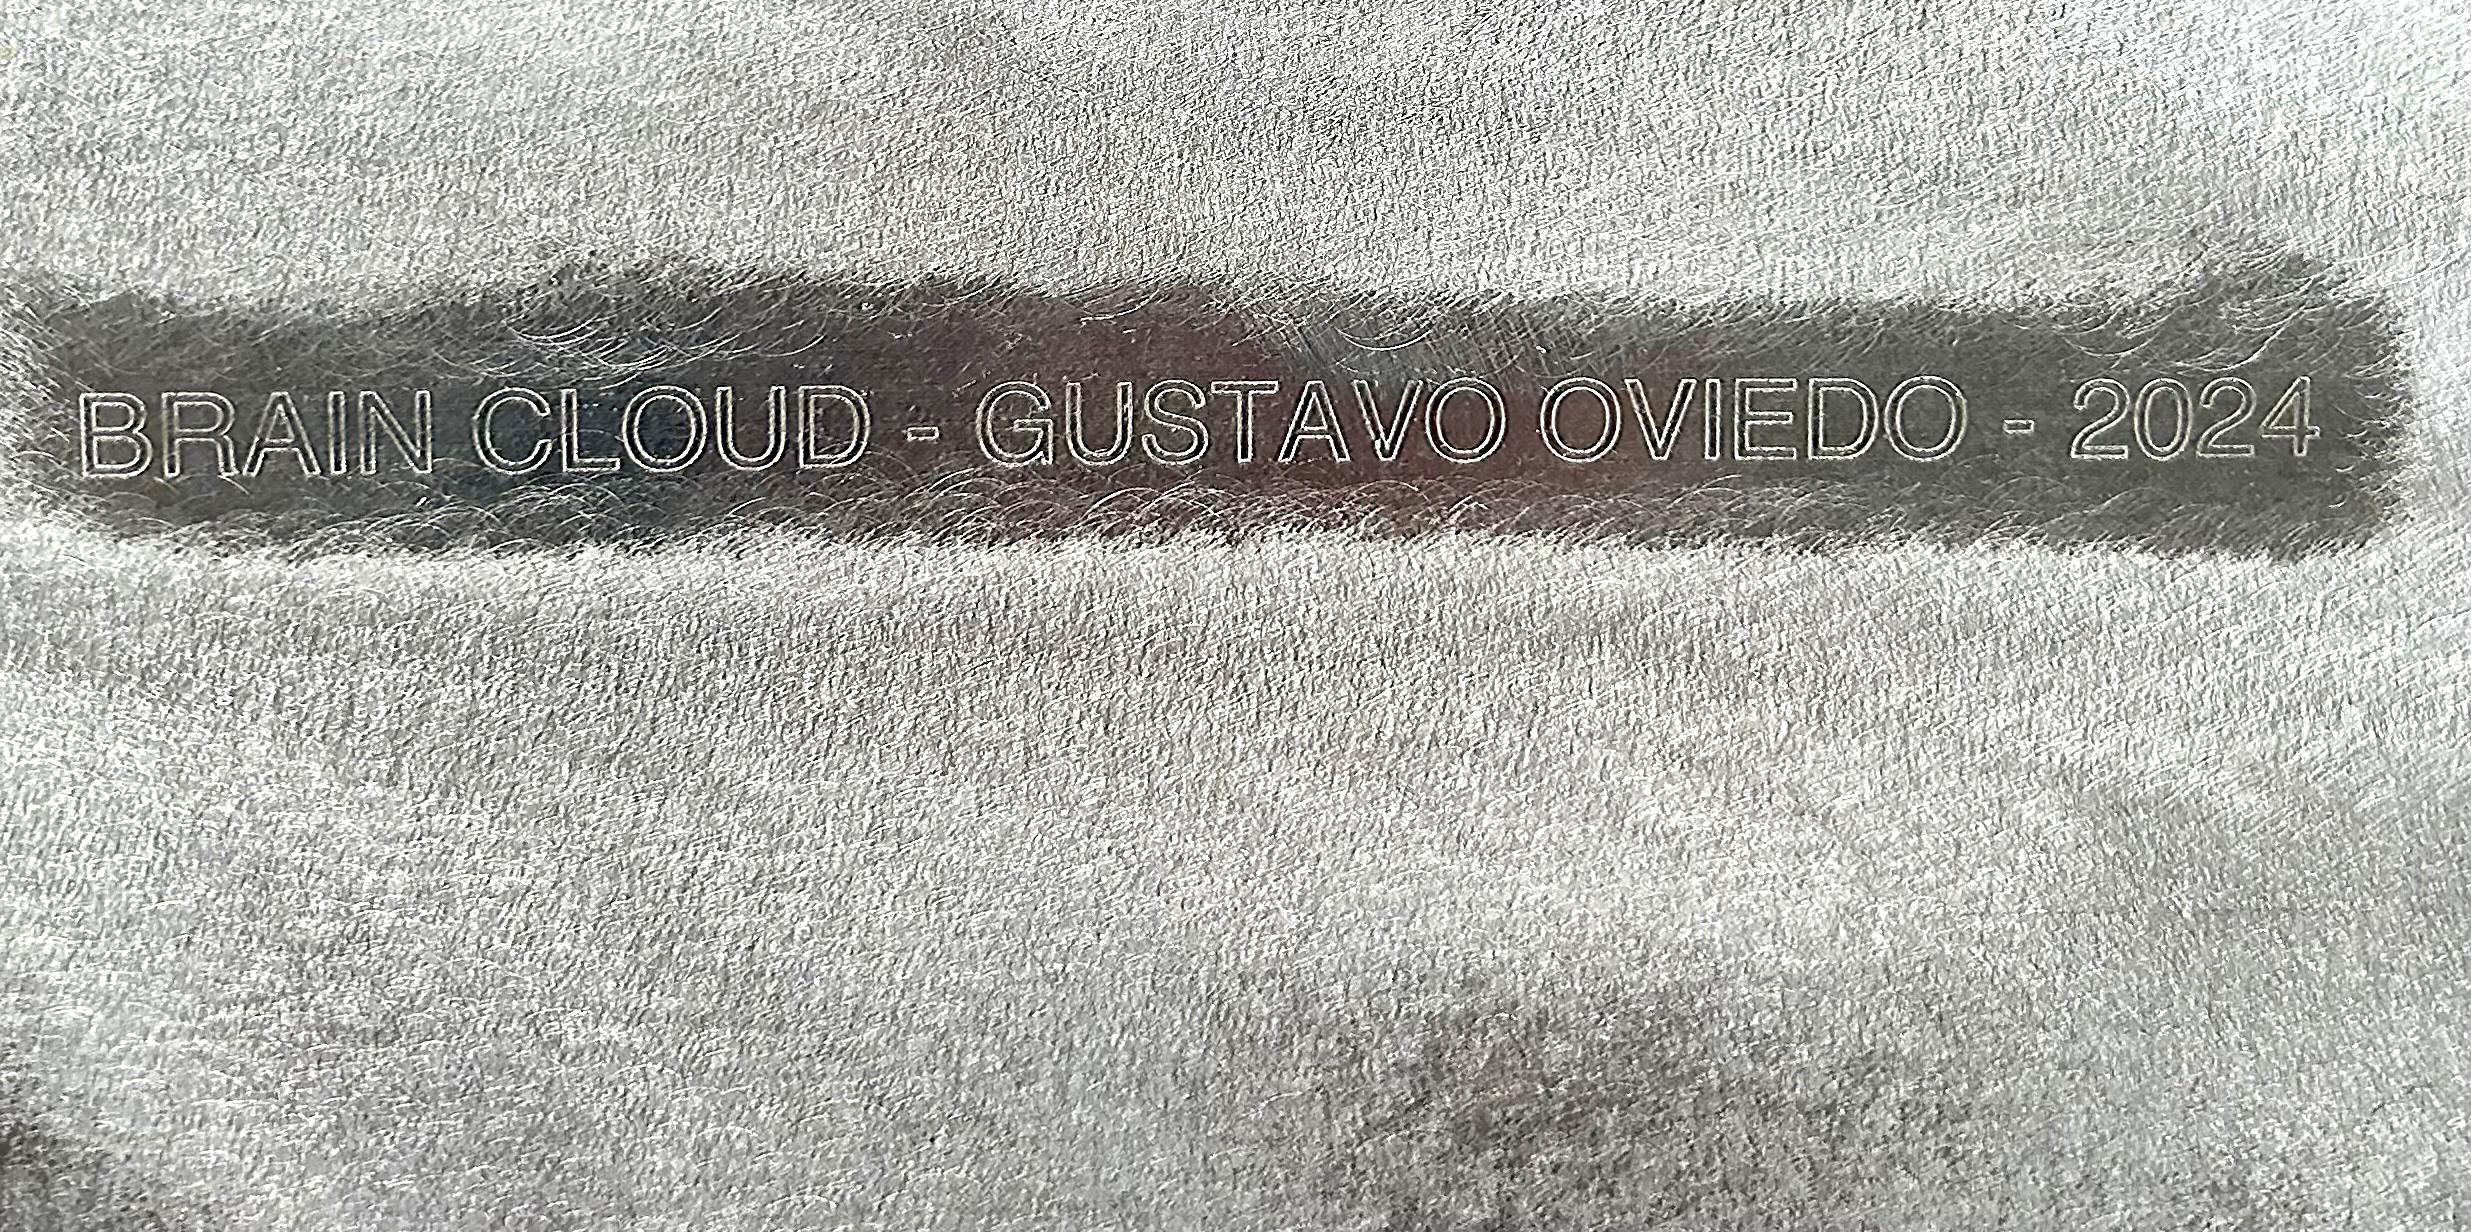 BRAIN CLOUD - GUSTAVO OVIEDO - 2024